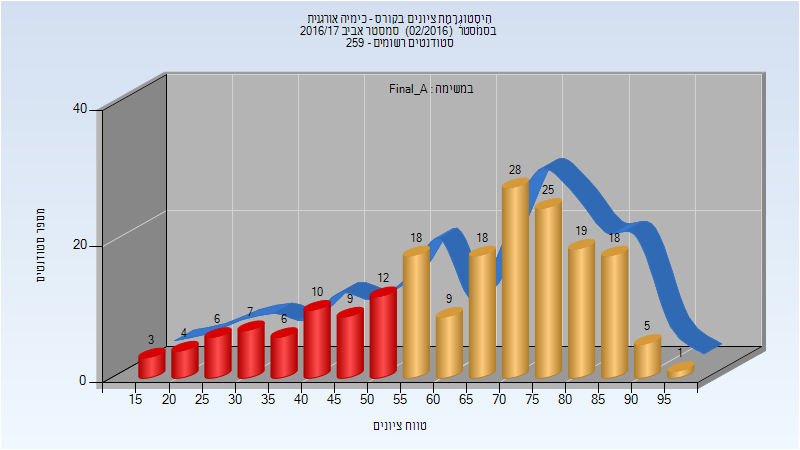 היסטוגרמת ציונים בקורס - כימיה אורגנית
בסמסטר (02/2016) סמסטר אביב 2016/17
סטודנטים רשומים - 259
במשימה : Final_A
מספר סטודנטים
40
20
0
3
4
6
7
6
10
9
12
18
9
18
28
25
19
18
5
1
15 20 25 30 35 40 45 50 55 60 65 70 75 80 85 90 95
טווח ציונים